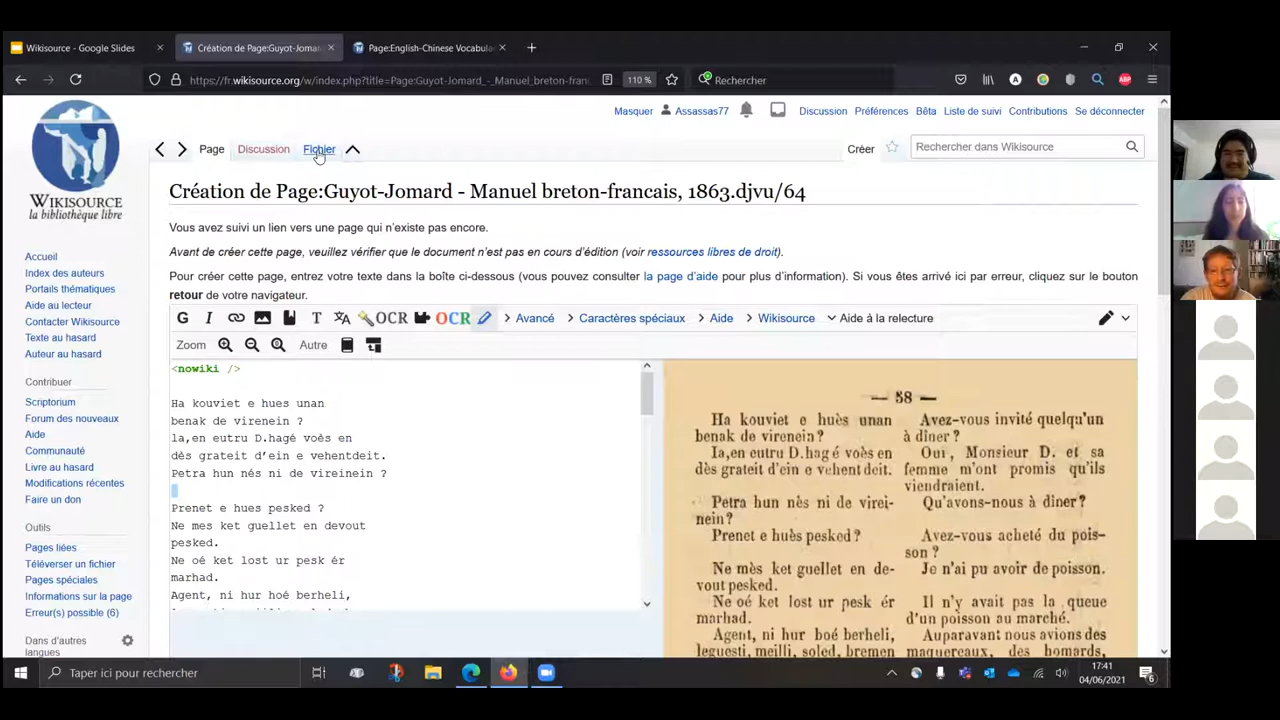 Wikisource - Google Slides
Création de Page:Guyot-Jomar
Page:English-Chinese Vocabula
https://fr.wikisource.org/w/index.php?title=Page:Guyot-Jomard_-_Manuel_breton-fran
110 %
Rechercher
Masquer Assassas77 Discussion Préférences Bêta Liste de suivi Contributions Se déconnecter
Page Discussion Fichier Créer Rechercher dans Wikisource
WIKISOURCE
la bibliothèque libre
Accueil
Index des auteurs
Portails thématiques
Aide au lecteur
Contacter Wikisource
Texte au hasard
Auteur au hasard
Contribuer
Scriptorium
Forum des nouveaux
Aide
Communauté
Livre au hasard
Modifications récentes
Faire un don
Outils
Pages liées
Téléverser un fichier
Pages spéciales
Informations sur la page
Erreur(s) possible (6)
Dans d'autres
langues
Création de Page:Guyot-Jomard - Manuel breton-francais, 1863.djvu/64
Vous avez suivi un lien vers une page qui n'existe pas encore.
Avant de créer cette page, veuillez vérifier que le document n'est pas en cours d'édition (voir ressources libres de droit).
Pour créer cette page, entrez votre texte dans la boîte ci-dessous (vous pouvez consulter la page d'aide pour plus d'information). Si vous êtes arrivé ici par erreur, cliquez sur le bouton
retour de votre navigateur.
G I T OCR OCR Avancé Caractères spéciaux Aide Wikisource Aide à la relecture
Zoom Autre
<nowiki />
Ha kouviet e hues unan
benak de virenein ?
la,en eutru D.hagé voès en
dès grateit d'ein e vehentdeit.
Petra hun nés ni de vireinein ?
Prenet e hues pesked ?
Ne mes ket guellet en devout
pesked.
Ne oé ket lost ur pesk ér
marhad.
Agent, ni hur hoé berheli,
— 58 —
Ha kouviet e huès unan
benak de virenein?
Ia,en eutru D.hagé voès en
dès grateit d'ein e vehent deit.
Petra hun nès ni de virei-
nein?
Prenet e huès pesked?
Ne mès ket guellet en de-
vout pesked.
Ne oé ket lost ur pesk ér
marhad.
Agent, ni hur boé berheli,
leguesti, meilli, soled, bremen
Avez-vous invité quelqu'un
à dîner?
Oui, Monsieur D. et sa
femme m'ont promis qu'ils
viendraient.
Qu'avons-nous à dîner?
Avez-vous acheté du pois-
son?
Je n'ai pu avoir de poisson.
Il n'y avait pas la queue
d'un poisson au marché.
Auparavant nous avions des
maquereaux, des homards,
Taper ici pour rechercher
17:41
04/06/2021
6